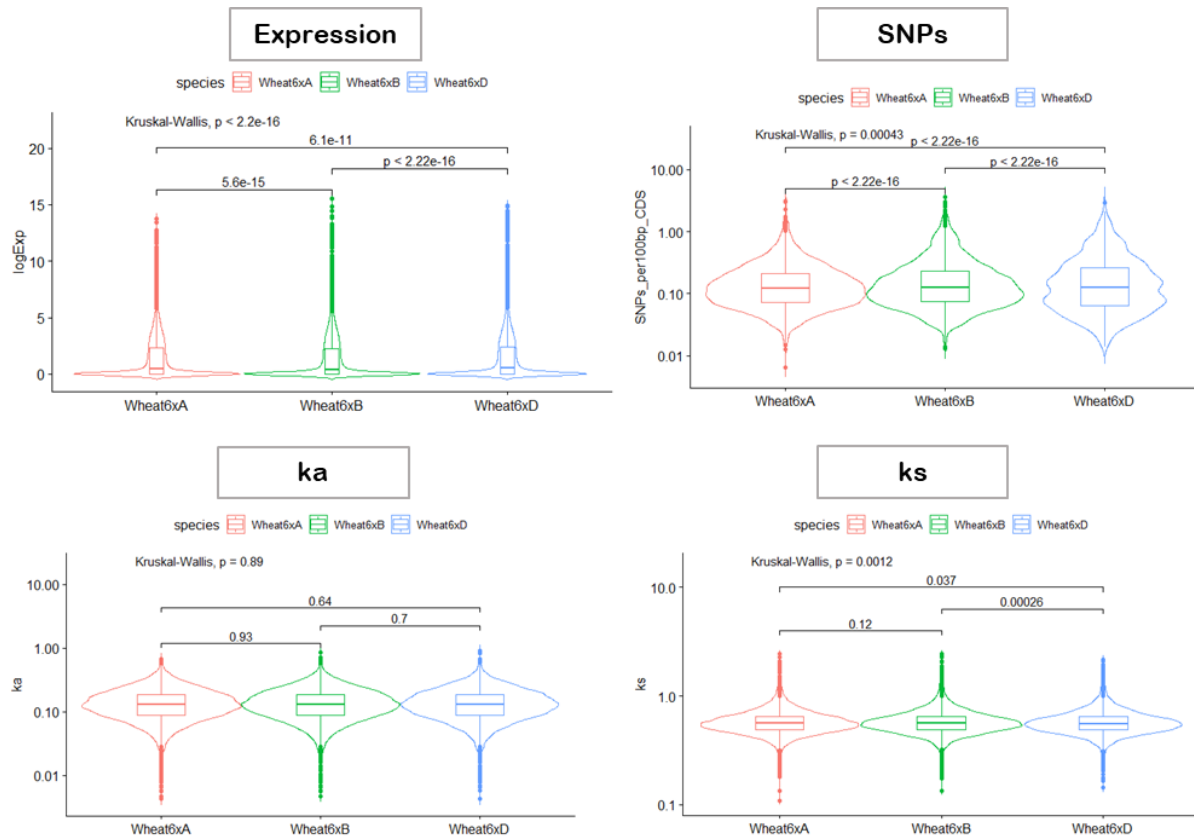 Expression
species Wheat6xA Wheat6xB Wheat6xD
Kruskal-Wallis, p < 2.2e-16
6.1e-11
p < 2.22e-16
5.6e-15
20
15
10
5
0
logExp
Wheat6xA Wheat6xB Wheat6xD
SNPs
species Wheat6xA Wheat6xB Wheat6xD
Kruskal-Wallis, p = 0.00043
p < 2.22e-16
p < 2.22e-16
p < 2.22e-16
10.00
1.00
0.10
0.01
SNPs_per100bp_CDS
Wheat6xA Wheat6xB Wheat6xD
ka
species Wheat6xA Wheat6xB Wheat6xD
Kruskal-Wallis, p = 0.89
0.64
0.7
0.93
10.00
1.00
0.10
0.01
ka
Wheat6xA Wheat6xB Wheat6xD
ks
species Wheat6xA Wheat6xB Wheat6xD
Kruskal-Wallis, p = 0.0012
0.037
0.00026
0.12
10.0
1.0
0.1
ks
Wheat6xA Wheat6xB Wheat6xD